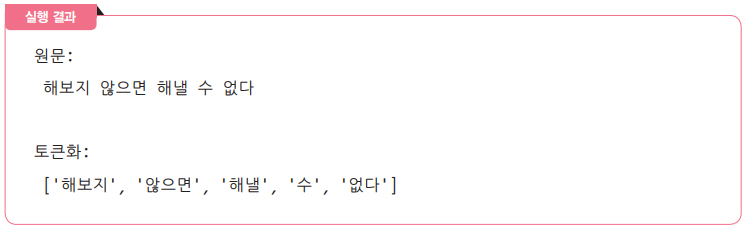 실행 결과
원문:
해보지 않으면 해낼 수 없다
토큰화:
['해보지', '않으면', '해낼', '수', '없다']